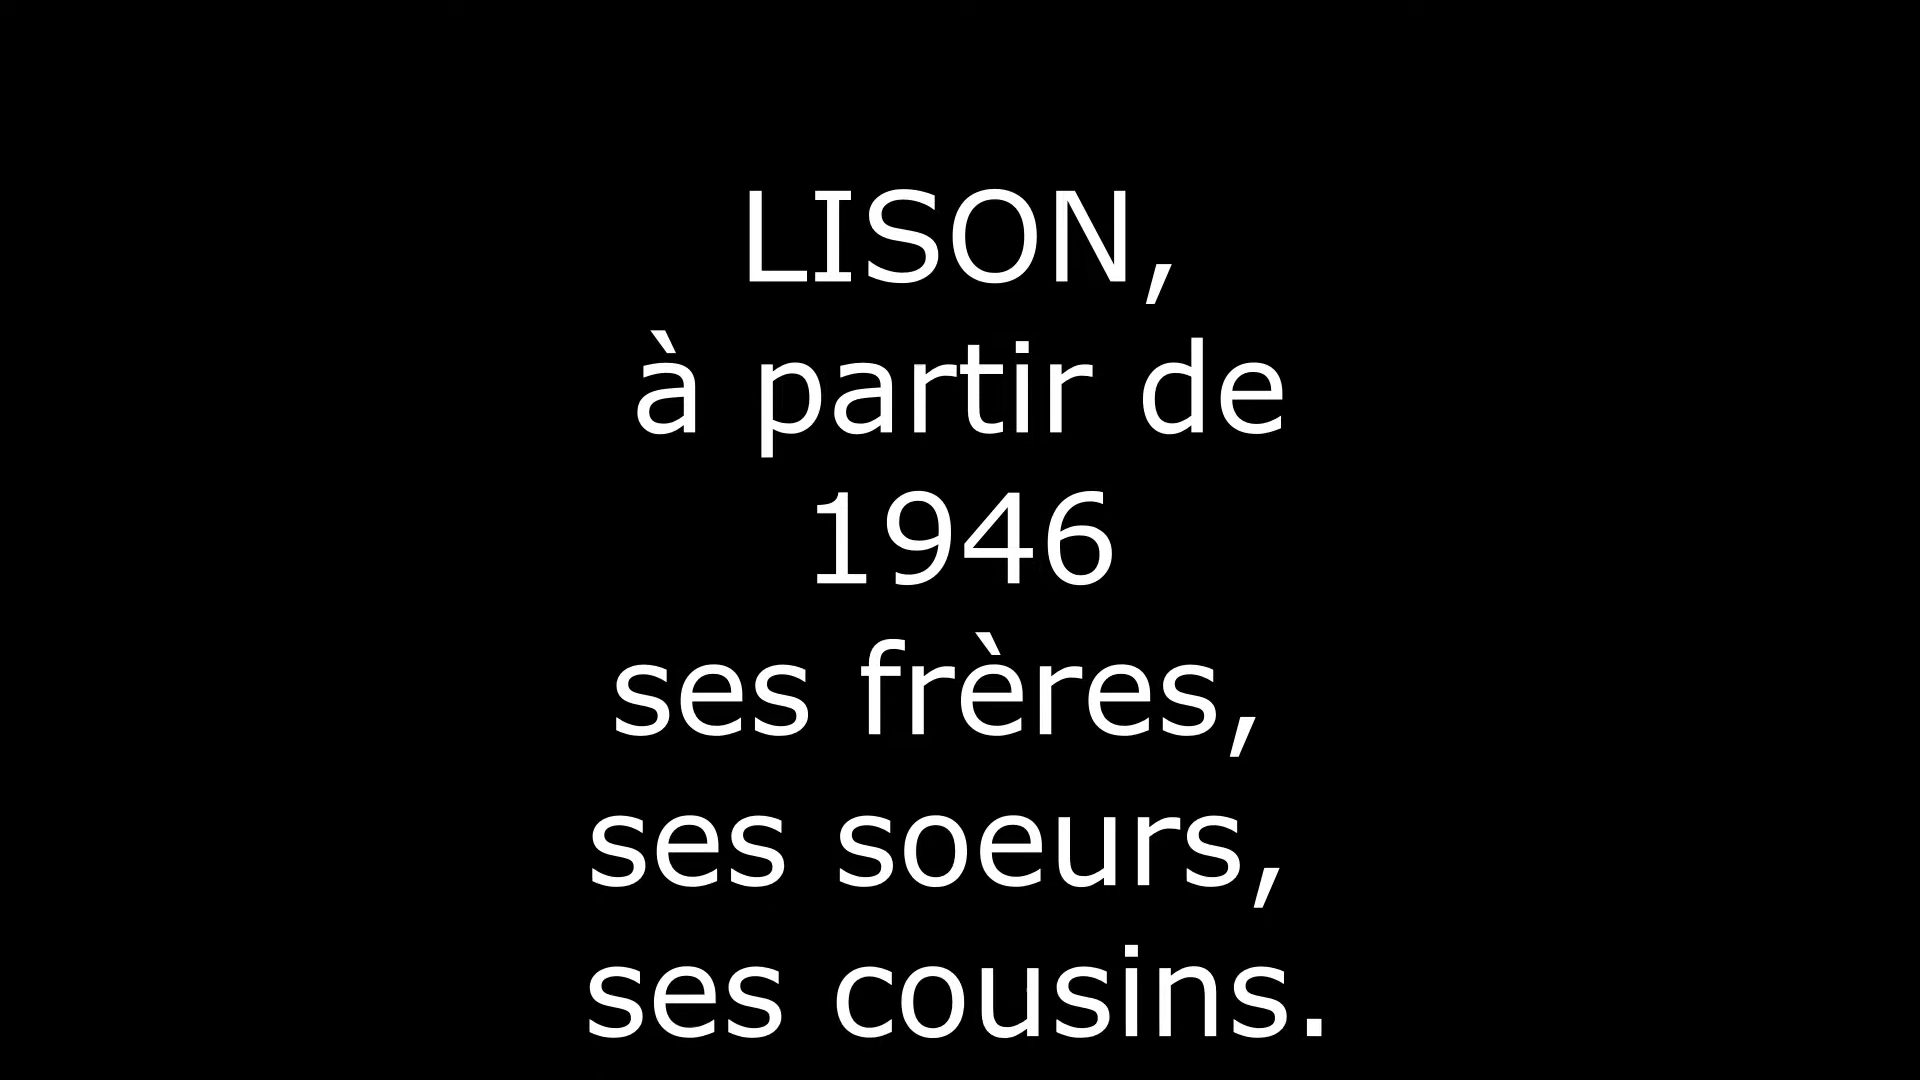 LISON,
à partir de
1946
ses frères,
ses soeurs,
ses cousins.